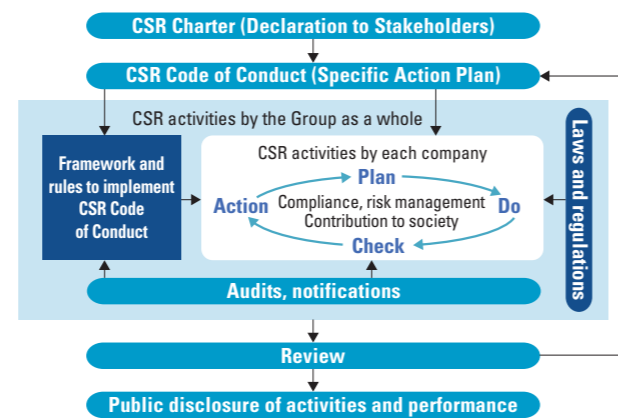 CSR Charter (Declaration to Stakeholders)
CSR Code of Conduct (Specific Action Plan)
CSR activities by the Group as a whole
Framework and
rules to implement
CSR Code
of Conduct
CSR activities by each company
Plan
Action
Compliance, risk management
Contribution to society
Do
Check
Laws and regulations
Audits, notifications
Review
Public disclosure of activities and performance